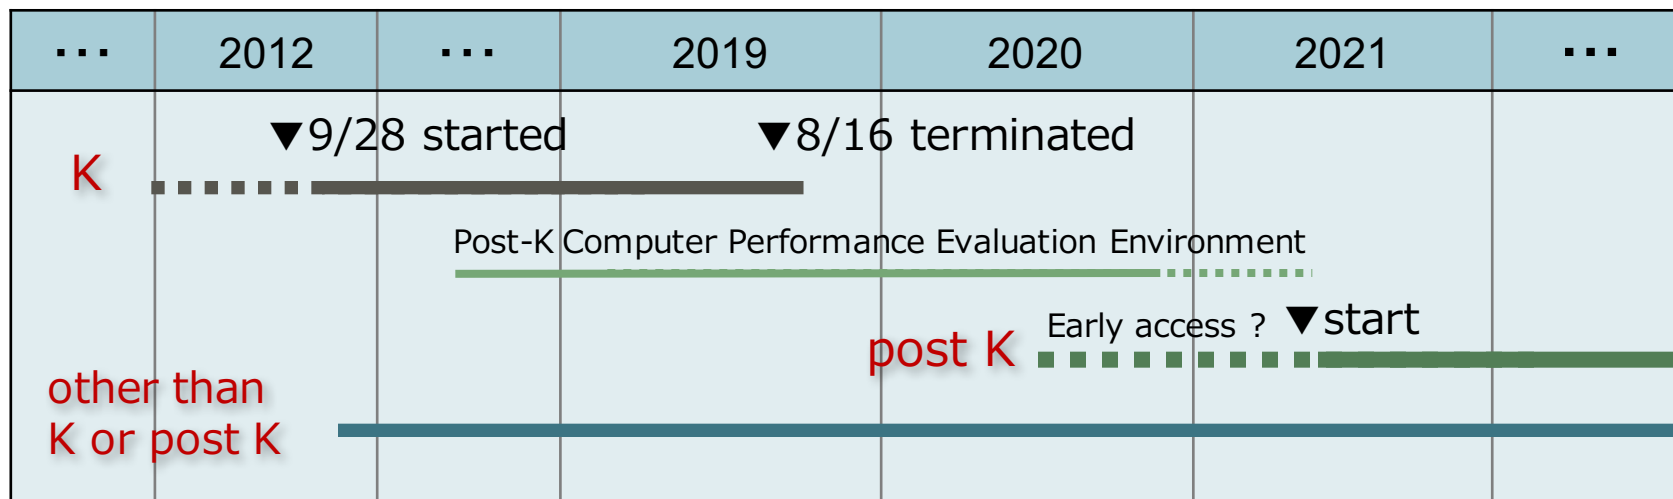 ... 2012 ... 2019 2020 2021 ...
▼9/28 started ▼8/16 terminated
K
Post-K Computer Performance Evaluation Environment
Early access ? ▼start
post K
other than
K or post K